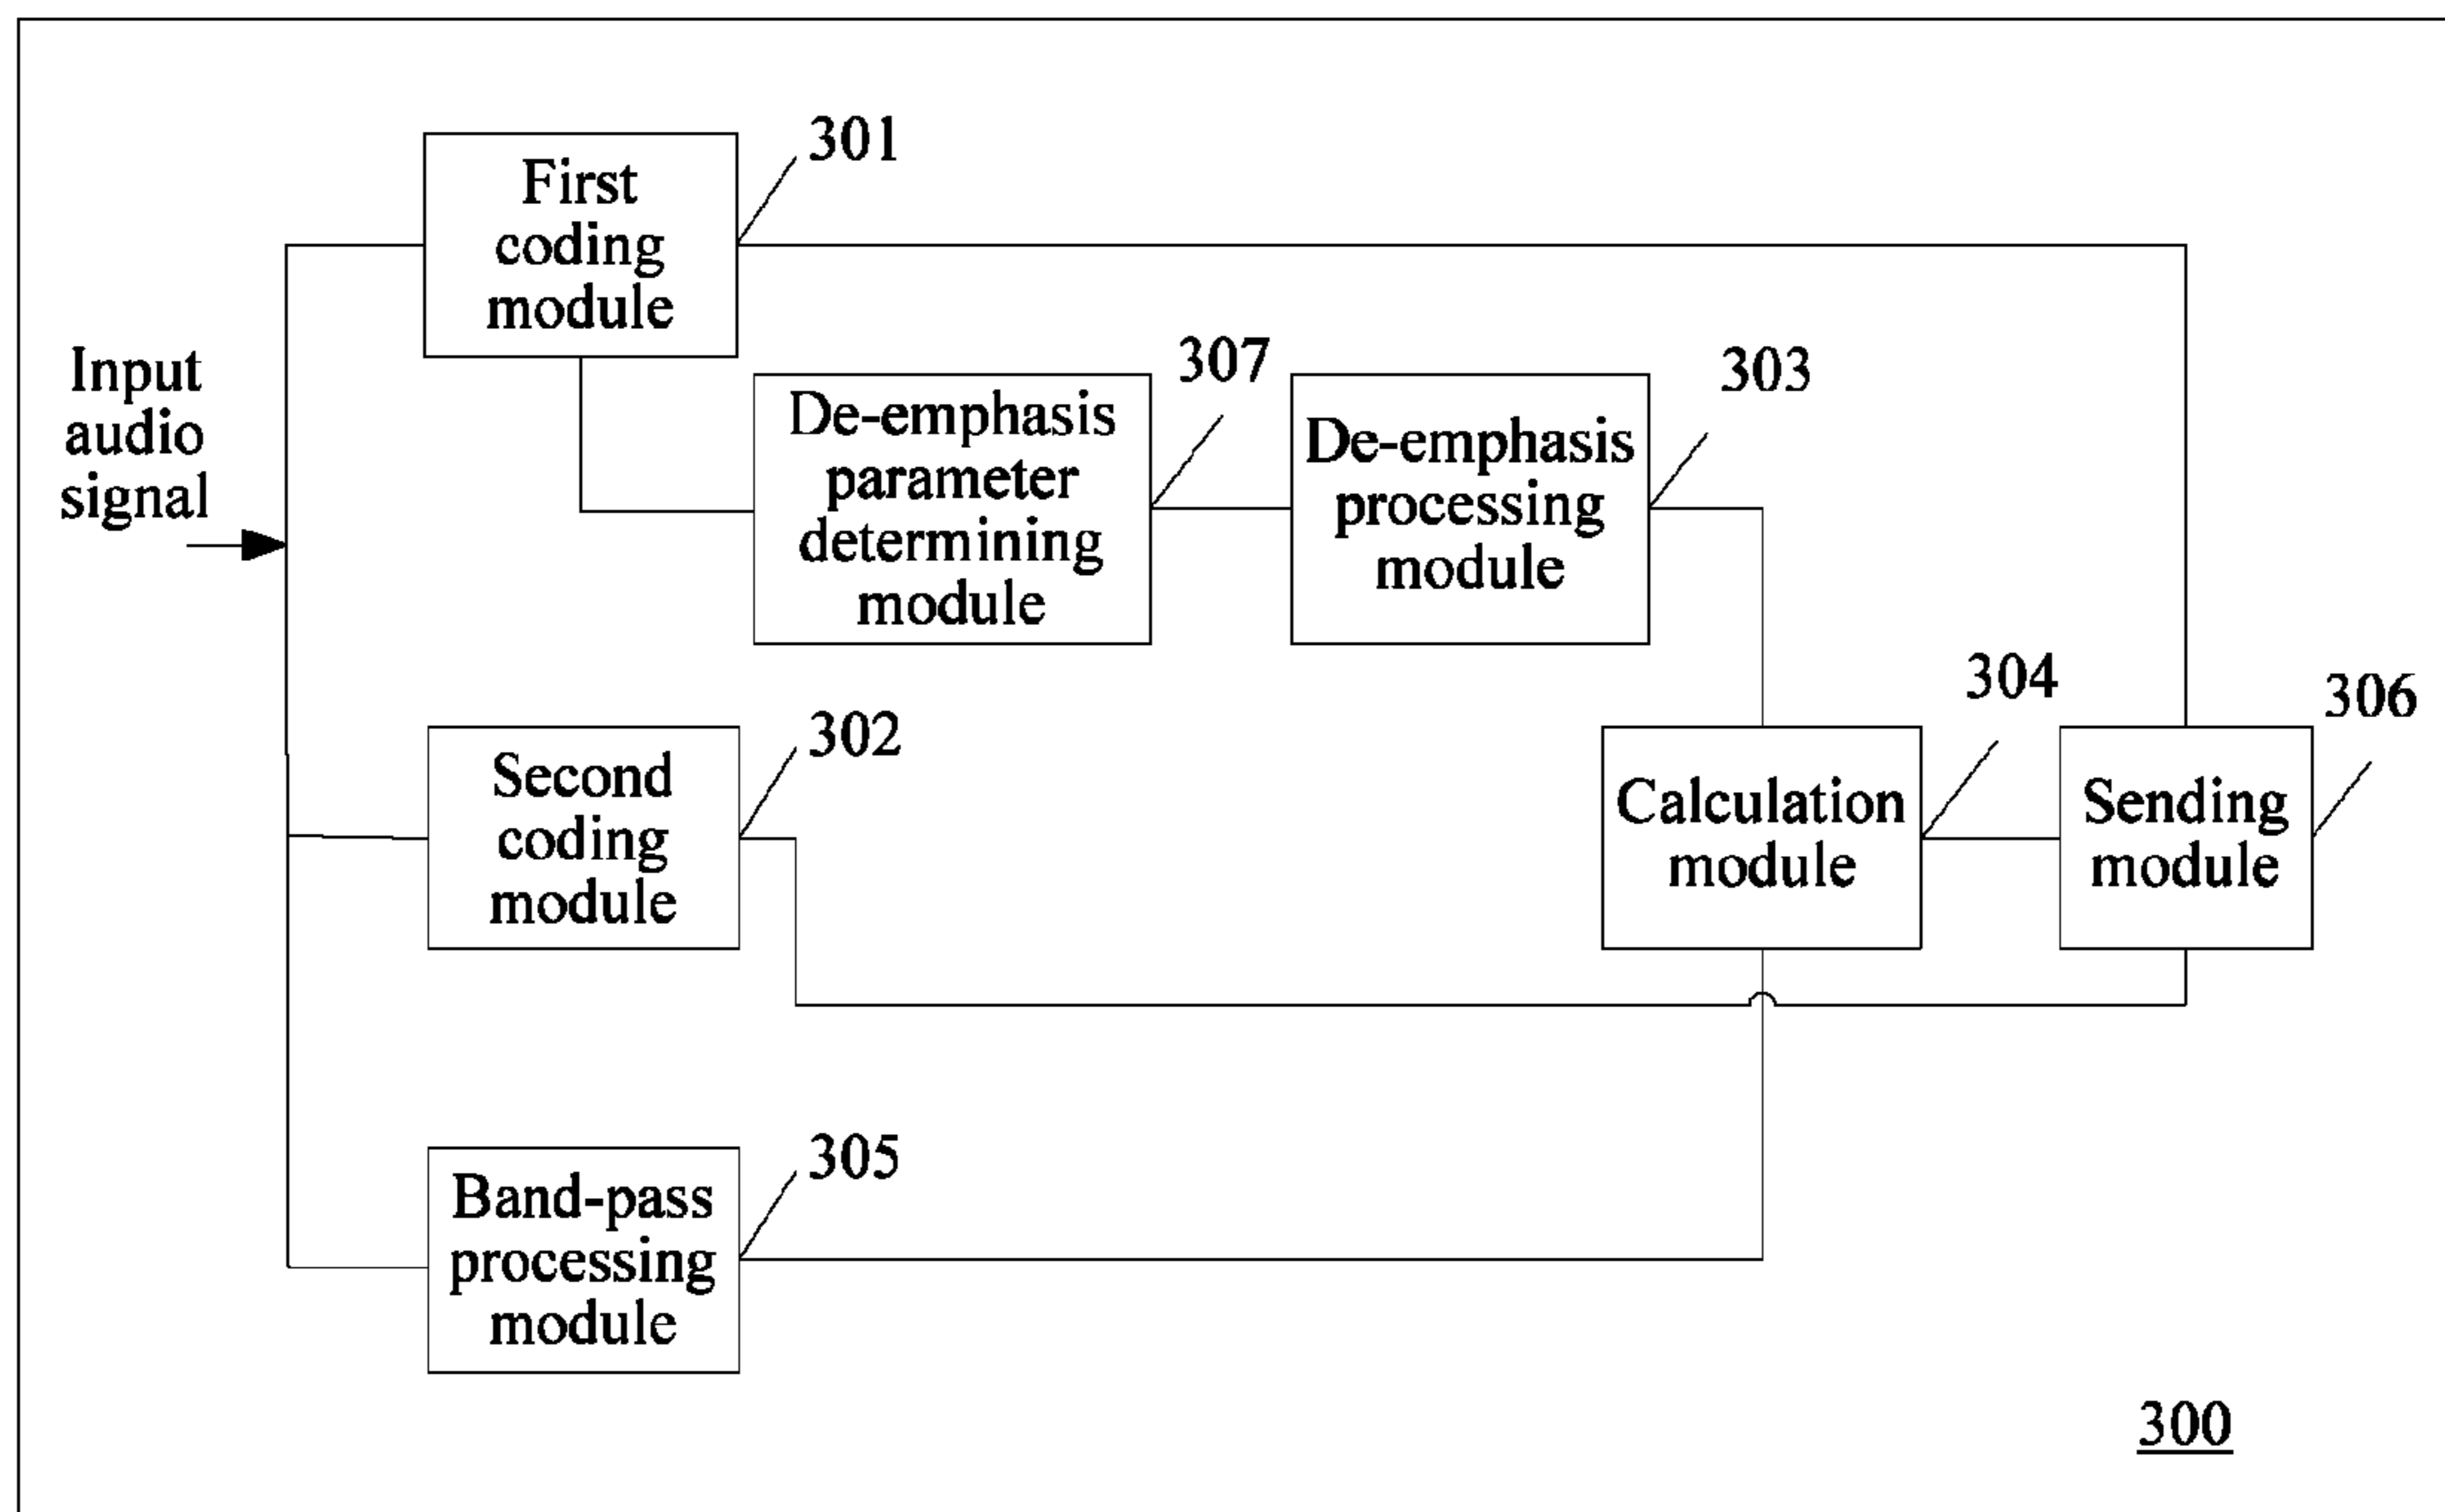 301
First
coding
module
Input
audio
signal
307
303
De-emphasis
parameter
determining
module
De-emphasis
processing
module
304
306
302
Second
coding
module
Calculation
module
Sending
module
305
Band-pass
processing
module
300